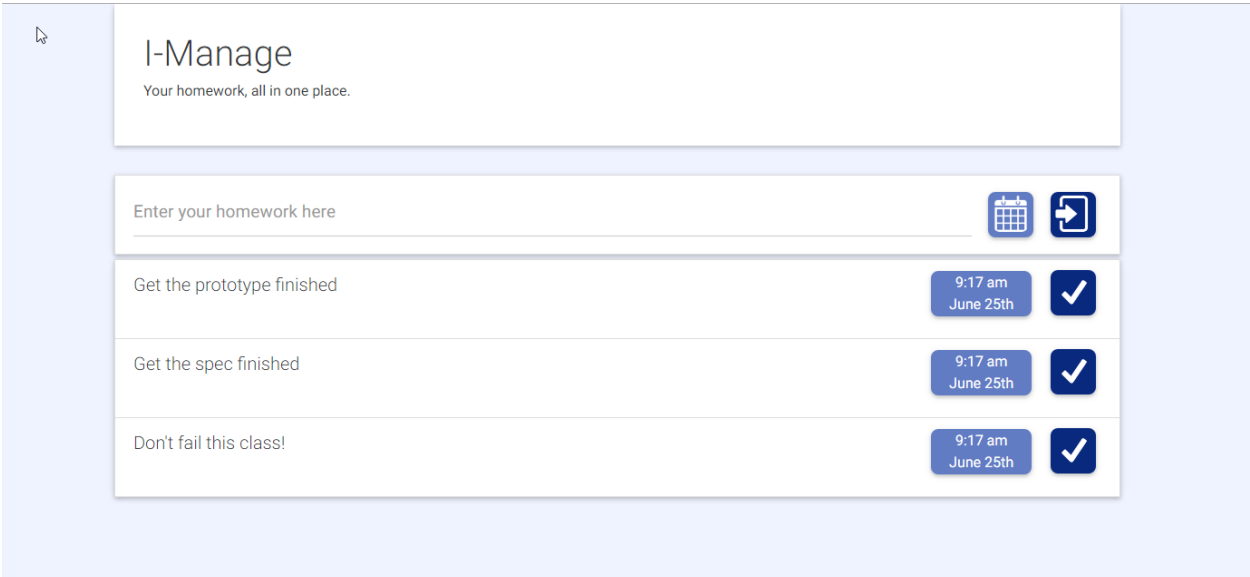 I-Manage
Your homework, all in one place.
Enter your homework here
Get the prototype finished
9:17 am
June 25th
Get the spec finished
9:17 am
June 25th
Don't fail this class!
9:17 am
June 25th